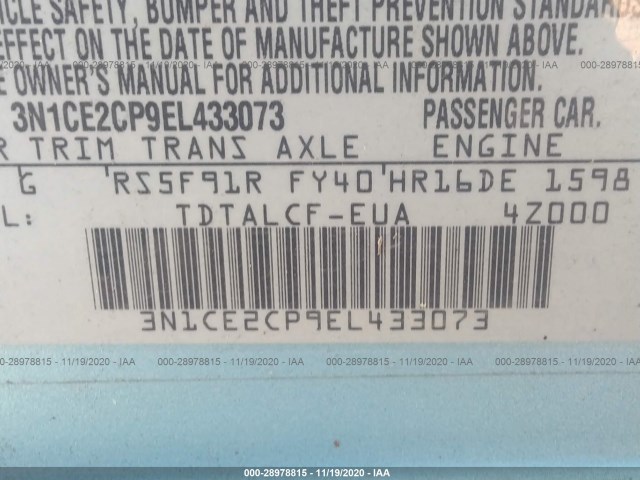 ICLE SAFETY, BUMPER AND THEFT PREVENTION STANDARDS
EFFECT ON THE DATE OF MANUFACTURE SHOWN ABOVE.
E OWNER'S MANUAL FOR ADDITIONAL INFORMATION.
3N1CE2CP9EL433073 PASSENGER CAR.
R TRIM TRANS AXLE ENGINE
G RS5F91R FY40 HR16DE 1598
L: TDTALCF-EUA 4Z000
3N1CE2CP9EL433073
000-28978815 - 11/19/2020 - IAA
000-28978815 - 11/19/2020 - IAA